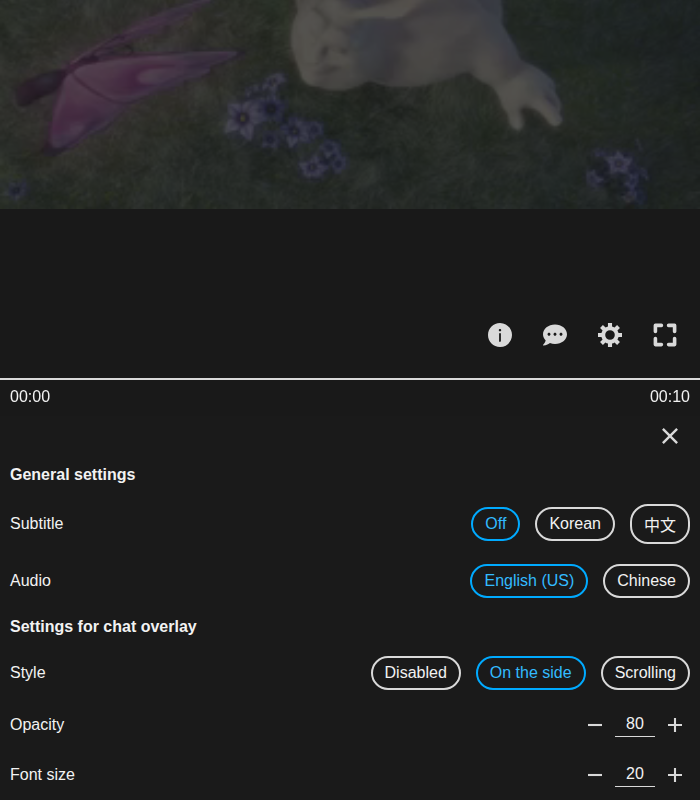 00:00 00:10
General settings
Subtitle Off Korean 中文
Audio English (US) Chinese
Settings for chat overlay
Style Disabled On the side Scrolling
Opacity 80
Font size 20